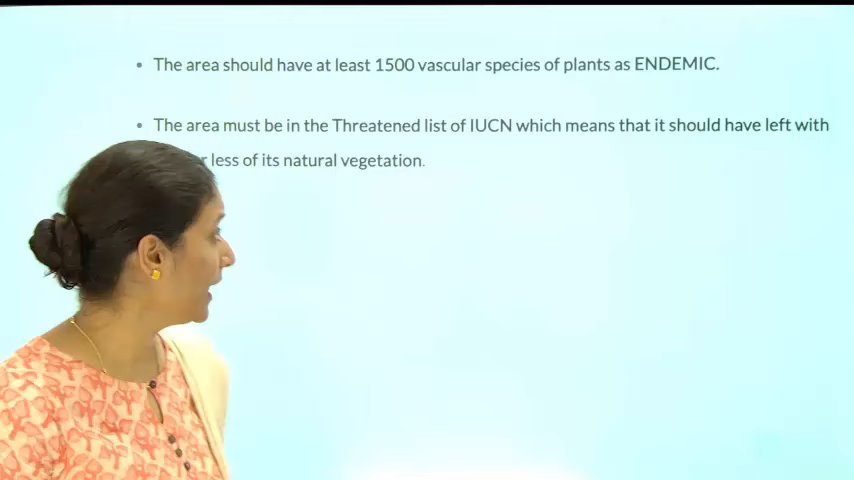 The area should have at least 1500 vascular species of plants as ENDEMIC.
The area must be in the Threatened list of IUCN which means that it should have left with
less of its natural vegetation.